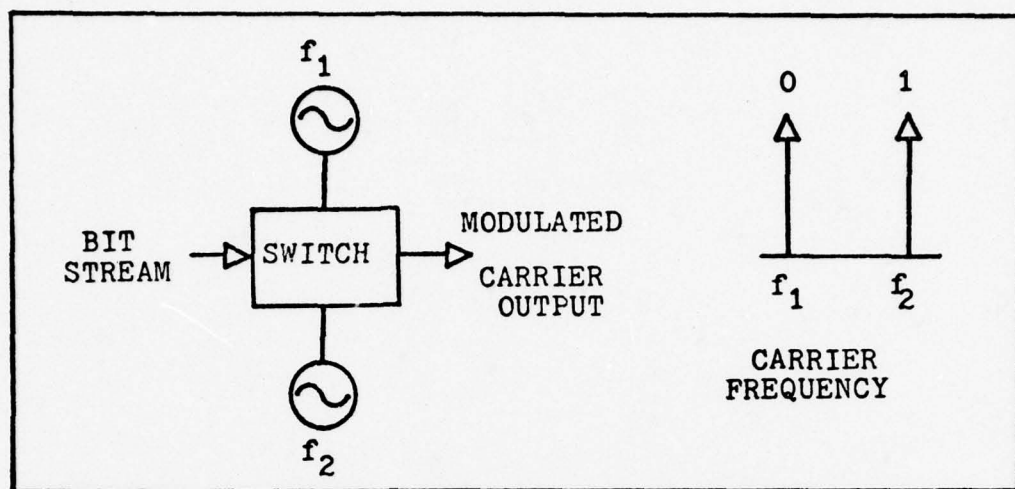 f1
BIT
STREAM
SWITCH
MODULATED
CARRIER
OUTPUT
f2
0 1
f1 f2
CARRIER
FREQUENCY